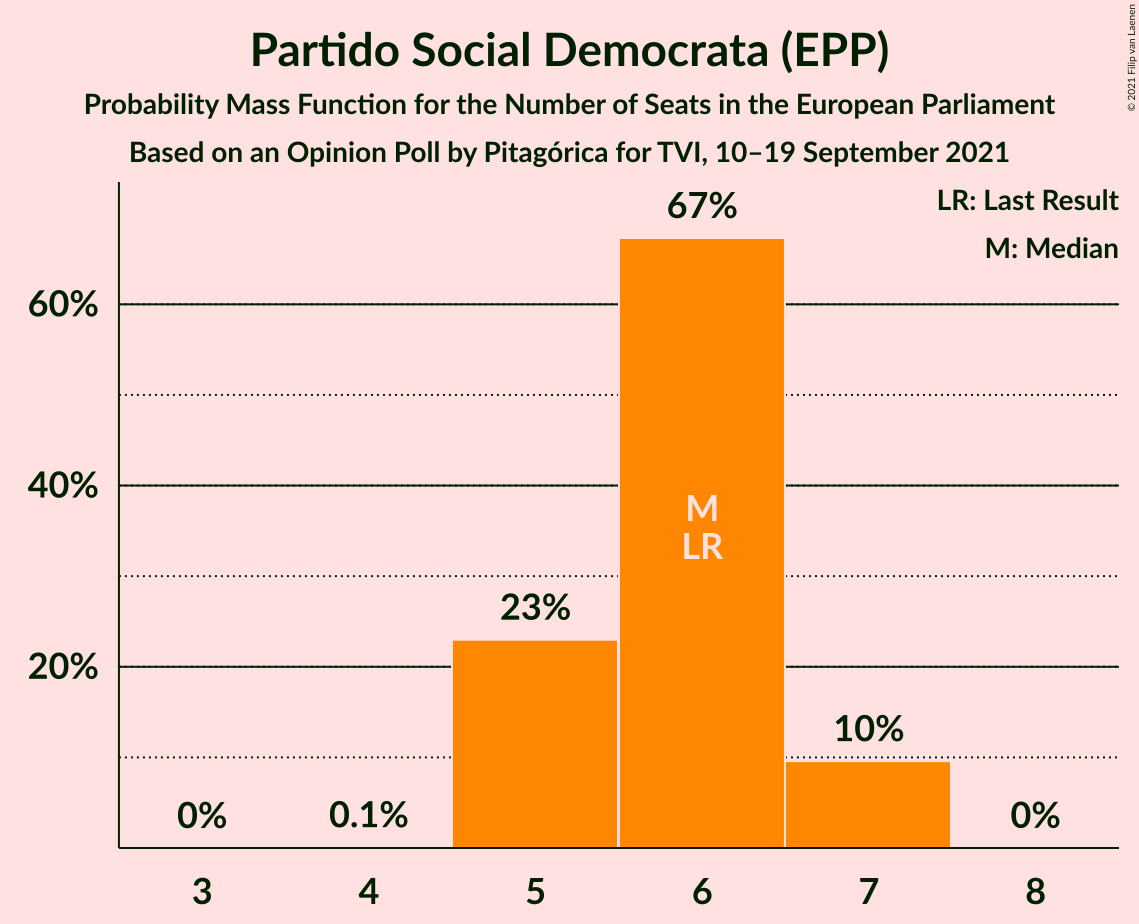 Partido Social Democrata (EPP)
Probability Mass Function for the Number of Seats in the European Parliament
Based on an Opinion Poll by Pitagórica for TVI, 10–19 September 2021
© 2021 Filip van Laenen
LR: Last Result
M: Median
67%
60%
40%
M
LR
23%
20%
10%
0%
0.1%
0%
3
4
5
6
7
8